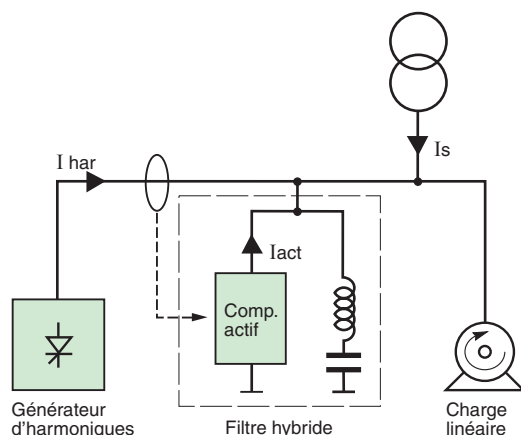 I har
Is
Iact
Comp.
actif
Générateur
d'harmoniques
Filtre hybride
Charge
linéaire